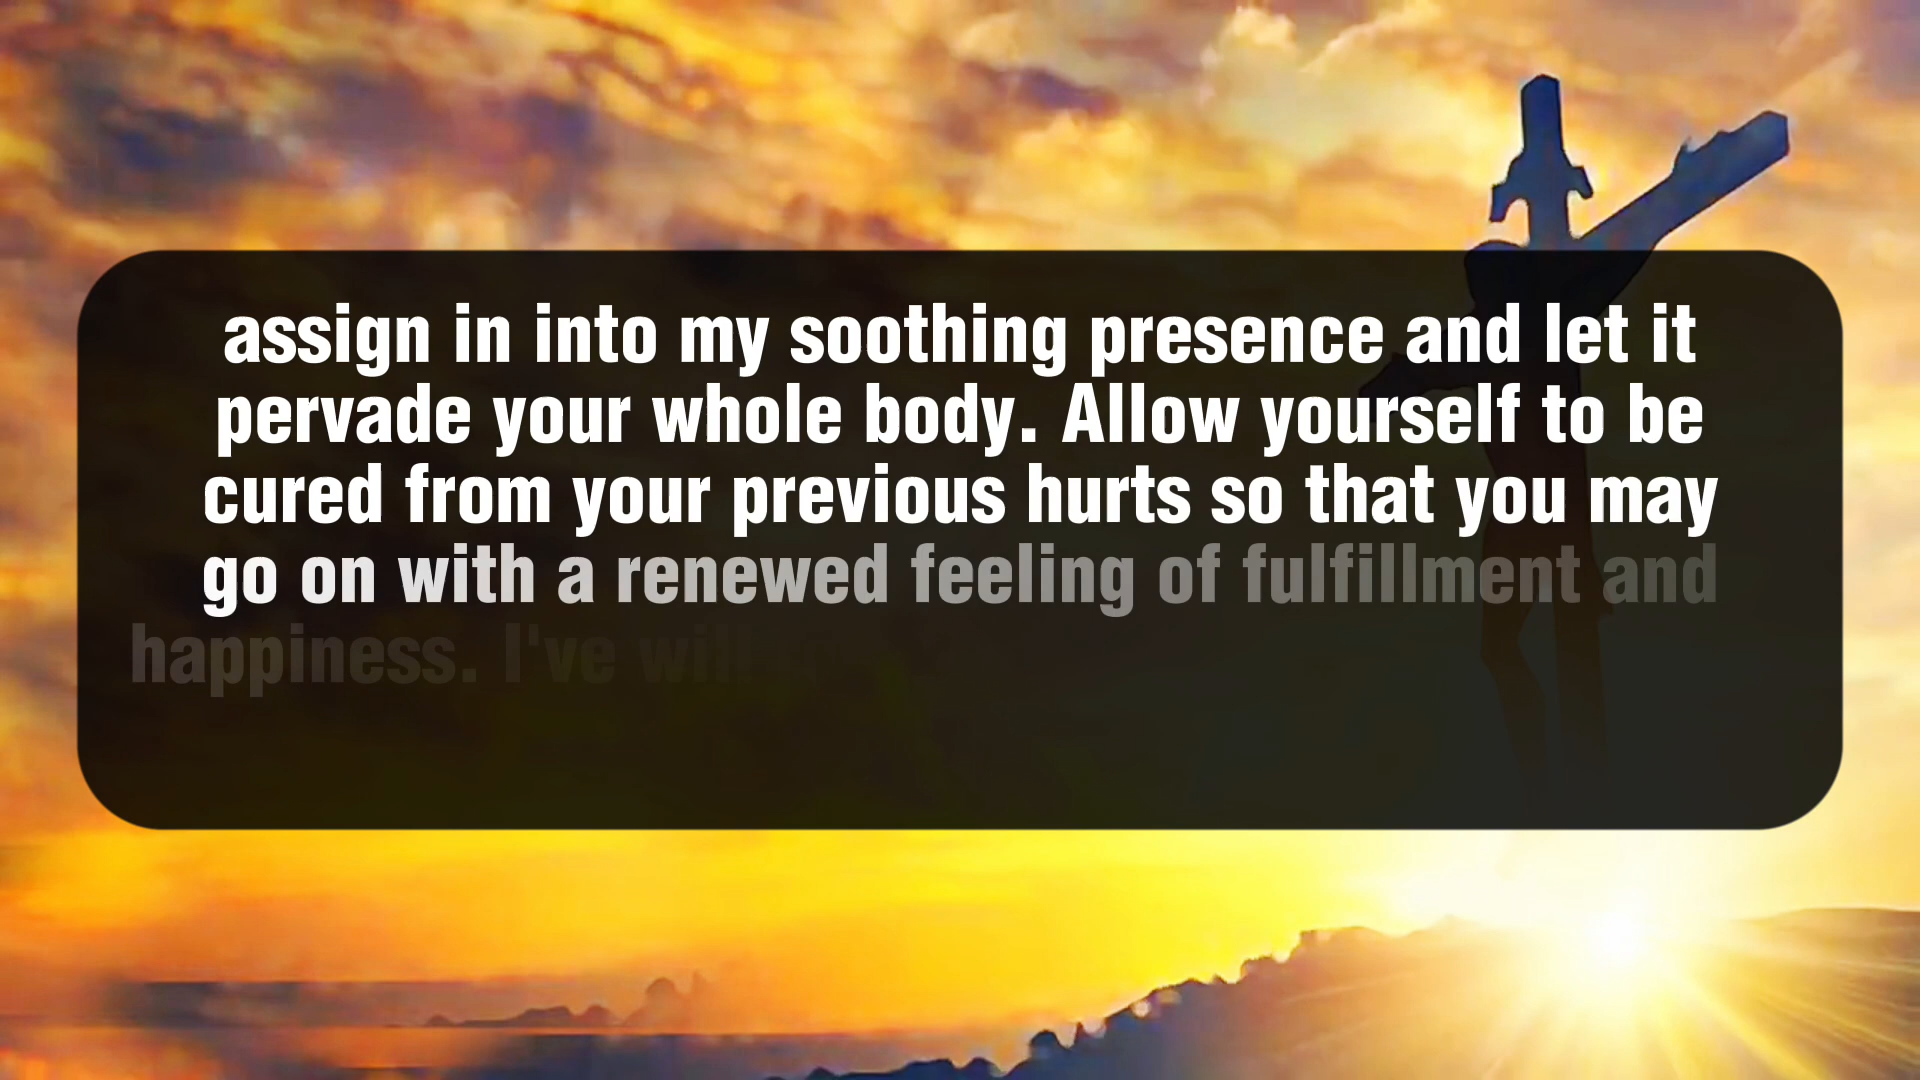 assign in into my soothing presence and let it
pervade your whole body. Allow yourself to be
cured from your previous hurts so that you may
go on with a renewed feeling of fulfillment and
happiness. I've will